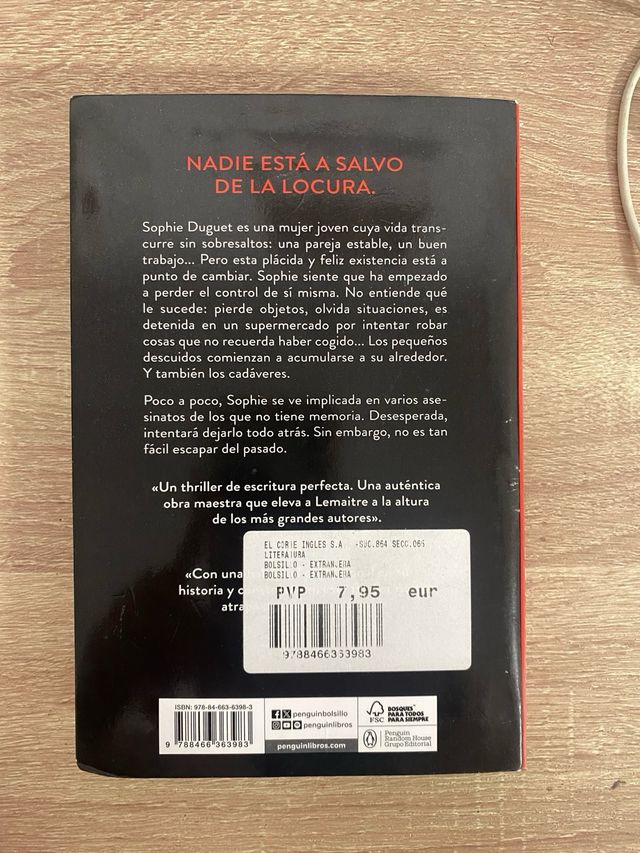 NADIE ESTÁ A SALVO
DE LA LOCURA.
Sophie Duguet es una mujer joven cuya vida trans-
curre sin sobresaltos: una pareja estable, un buen
trabajo... Pero esta plácida y feliz existencia está a
punto de cambiar. Sophie siente que ha empezado
a perder el control de sí misma. No entiende qué
le sucede: pierde objetos, olvida situaciones, es
detenida en un supermercado por intentar robar
cosas que no recuerda haber cogido... Los pequeños
descuidos comienzan a acumularse a su alrededor.
Y también los cadáveres.
Poco a poco, Sophie se ve implicada en varios ase-
sinatos de los que no tiene memoria. Desesperada,
intentará dejarlo todo atrás. Sin embargo, no es tan
fácil escapar del pasado.
«Un thriller de escritura perfecta. Una auténtica
obra maestra que eleva a Lemaitre a la altura
de los más grandes autores».
EL CORTE INGLES S.A. -SUC.864 SECC.066
LITERATURA
BOLSILLO - EXTRANJERA
BOLSILLO - EXTRANJERA
PVP 7,95 eur
9788466363983
«Con una
historia y
ISBN: 978-84-663-6398-3
9 788466 363983
penguinbolsillo
penguinlibros
penguinlibros.com
FSC
BOSQUES
PARA TODOS
PARA SIEMPRE
Penguin
Random House
Grupo Editorial